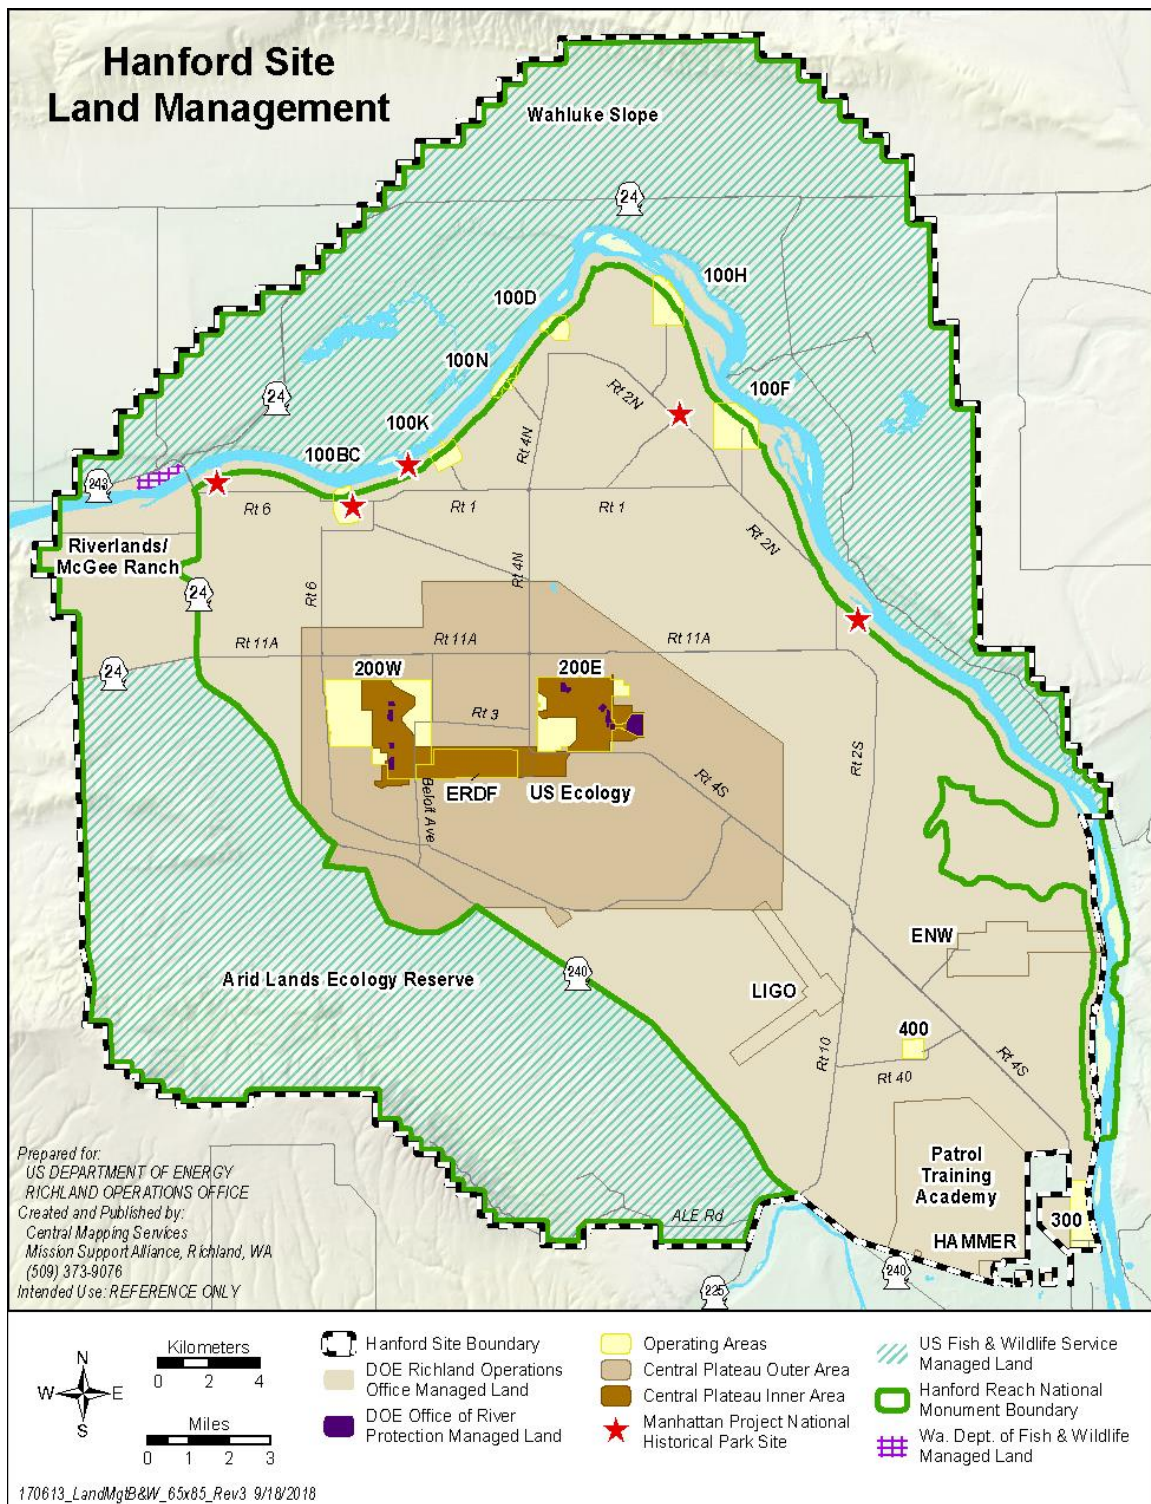 Hanford Site
Land Management
Wahluke Slope
24
100H
100D
100N
Rt 2N
100F
24
100K
Rt 4N
100BC
243
Rt 6
Rt 1
Rt 1
Rt 2N
Riverlands/
McGee Ranch
Rt 4N
24
Rt 6
Rt 11A
Rt 11A
Rt 11A
24
200W
200E
Rt 3
Rt 2S
Rt 4S
ERDF
US Ecology
Beloit Ave
ENW
Arid Lands Ecology Reserve
240
LIGO
400
Rt 10
Rt 40
Rt 4S
Prepared for:
US DEPARTMENT OF ENERGY
RICHLAND OPERATIONS OFFICE
Created and Published by:
Central Mapping Services
Mission Support Alliance, Richland, WA
(509) 373-9076
Intended Use: REFERENCE ONLY
Patrol
Training
Academy
ALE Rd
300
HAMMER
240
225
N
W
E
S
Kilometers
0 2 4
Miles
0 1 2 3
Hanford Site Boundary
DOE Richland Operations
Office Managed Land
DOE Office of River
Protection Managed Land
Operating Areas
Central Plateau Outer Area
Central Plateau Inner Area
Manhattan Project National
Historical Park Site
US Fish & Wildlife Service
Managed Land
Hanford Reach National
Monument Boundary
Wa. Dept. of Fish & Wildlife
Managed Land
170613_LandMgtB&W_65x85_Rev3 9/18/2018